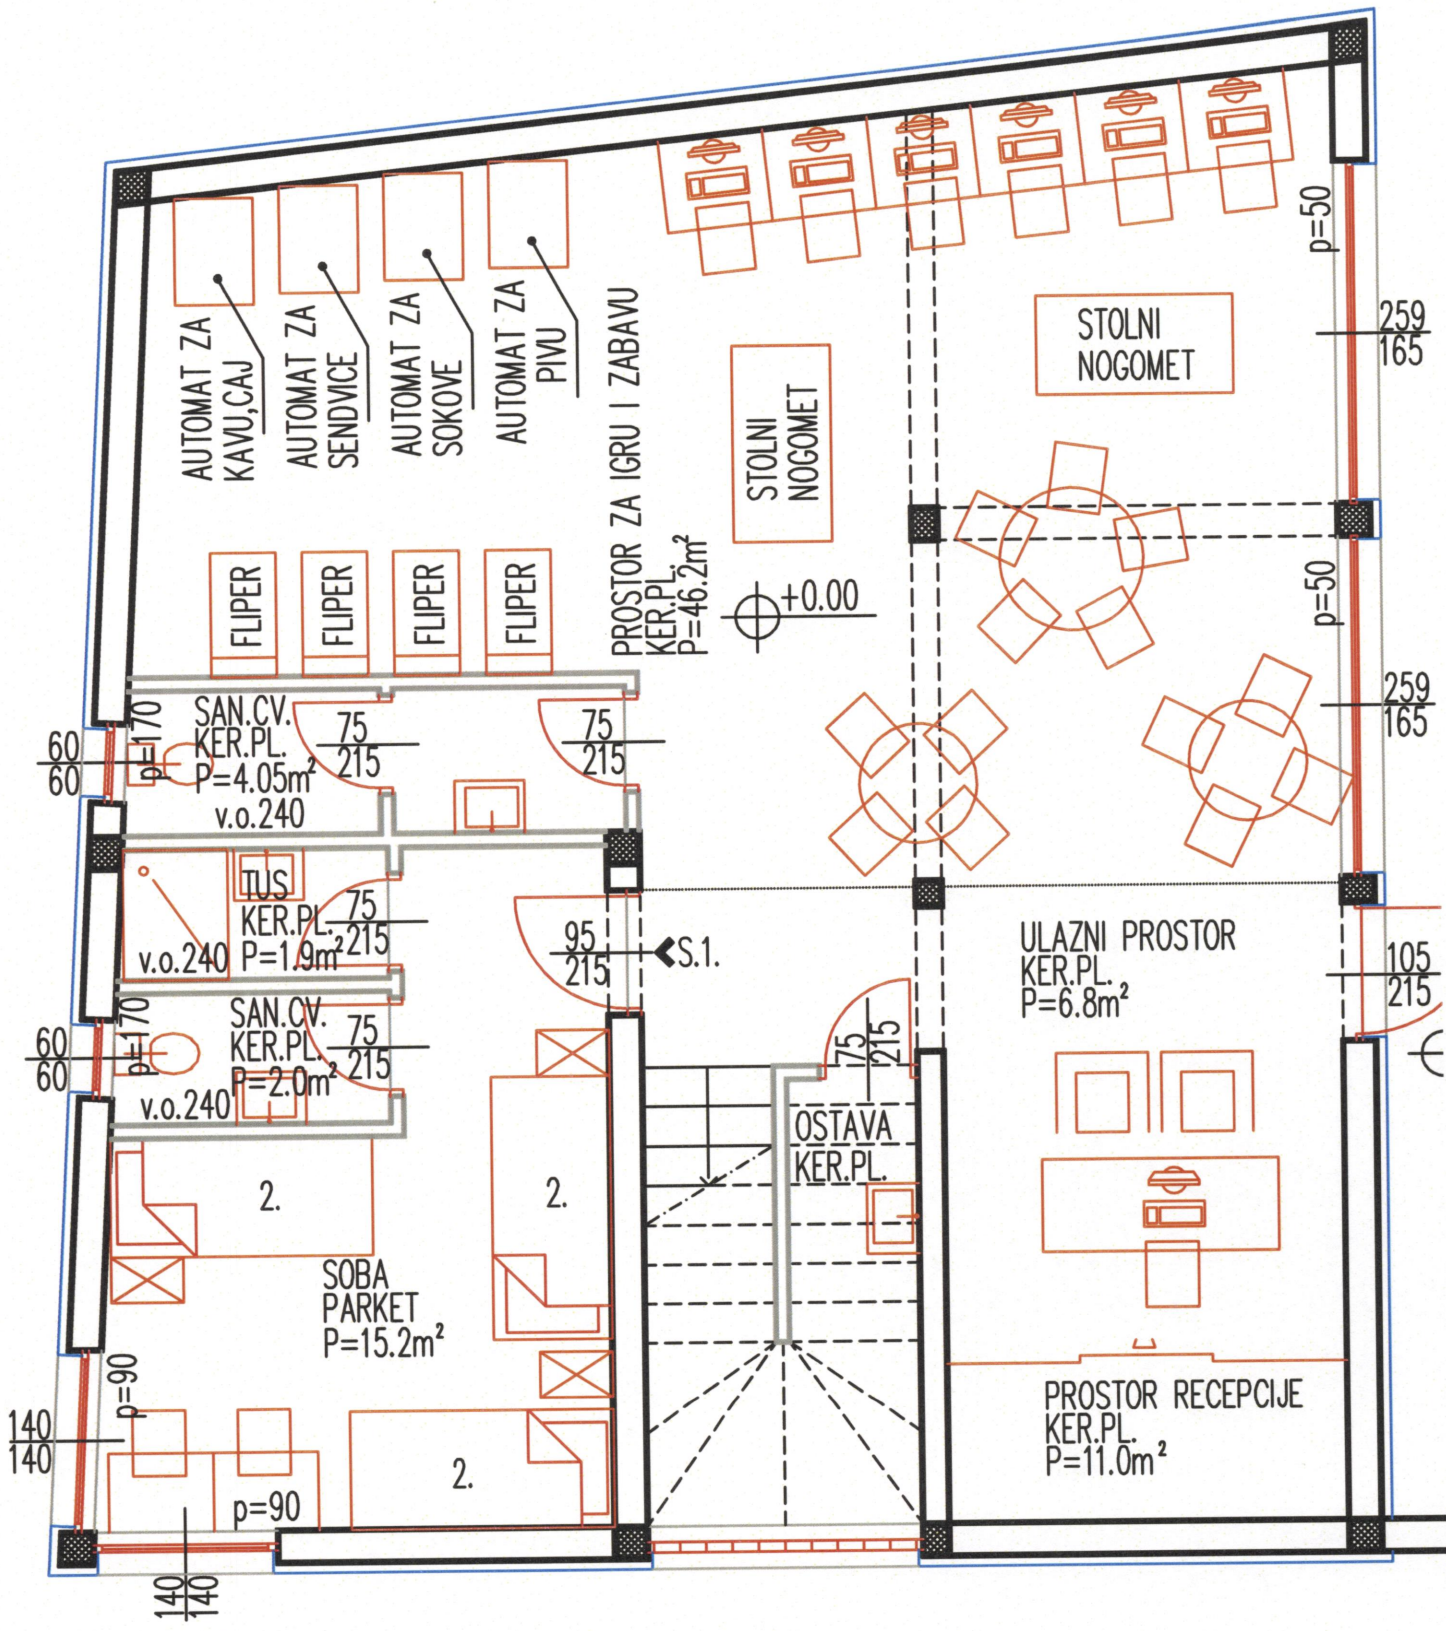 AUTOMAT ZA
KAVU,CAJ
AUTOMAT ZA
SENDVICE
AUTOMAT ZA
SOKOVE
AUTOMAT ZA
PIVU
PROSTOR ZA IGRU I ZABAVU
KER.PL.
P=46.2m²
STOLNI
NOGOMET
STOLNI
NOGOMET
p=50
259
165
FLIPER
FLIPER
FLIPER
FLIPER
+0.00
p=50
259
165
60
60
p=170
SAN.CV.
KER.PL.
P=4.05m²
v.o.240
75
215
75
215
TUS
KER.PL.
P=1.9m²
v.o.240
75
215
95
215
S.1.
ULAZNI PROSTOR
KER.PL.
P=6.8m²
105
215
60
60
p=170
SAN.CV.
KER.PL.
P=2.0m²
v.o.240
75
215
75
215
OSTAVA
KER.PL.
2.
2.
SOBA
PARKET
P=15.2m²
p=90
140
140
2.
p=90
140
140
PROSTOR RECEPCIJE
KER.PL.
P=11.0m²